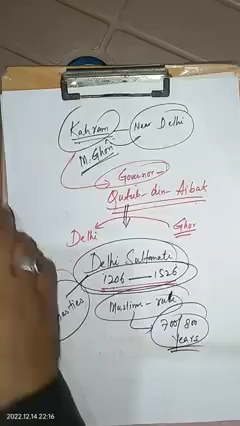 Kahram Near Delhi
M. Ghori
Governor-
Qutub-din-Aibak
Delhi Ghor
Delhi Sultanate
1206 — 1526
Muslim-rule
700/800
years
2022.12.14 22:16